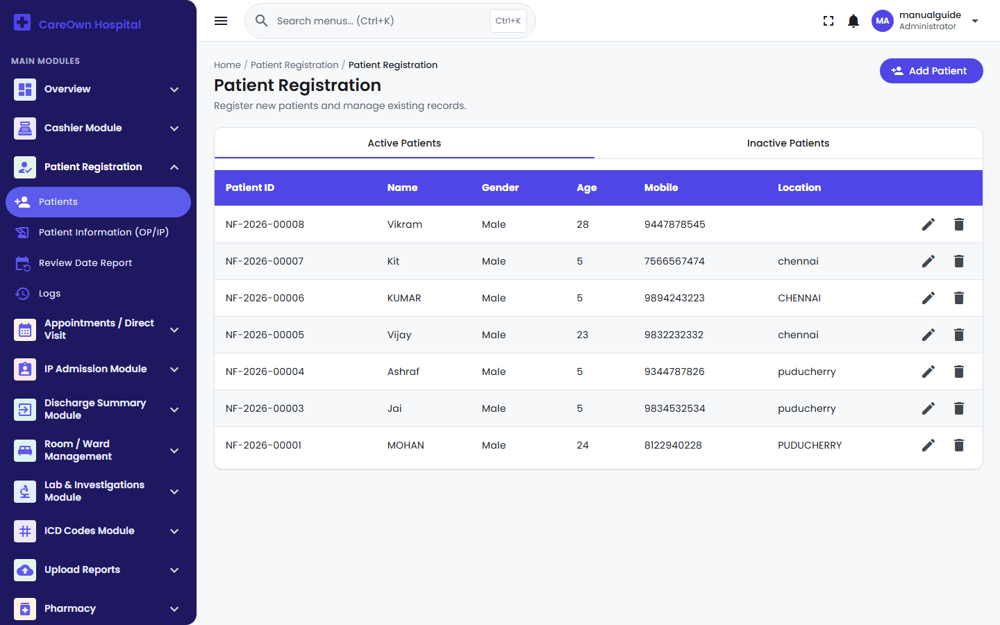 CareOwn Hospital
MAIN MODULES
Overview
Cashier Module
Patient Registration
Patients
Patient Information (OP/IP)
Review Date Report
Logs
Appointments / Direct
Visit
IP Admission Module
Discharge Summary
Module
Room / Ward
Management
Lab & Investigations
Module
ICD Codes Module
Upload Reports
Pharmacy
Search menus... (Ctrl+K)
Ctrl+K
MA
manualguide
Administrator
Home / Patient Registration / Patient Registration
Patient Registration
Register new patients and manage existing records.
Add Patient
Active Patients
Inactive Patients
Patient ID Name Gender Age Mobile Location
NF-2026-00008 Vikram Male 28 9447878545
NF-2026-00007 Kit Male 5 7566567474 chennai
NF-2026-00006 KUMAR Male 5 9894243223 CHENNAI
NF-2026-00005 Vijay Male 23 9832232332 chennai
NF-2026-00004 Ashraf Male 5 9344787826 puducherry
NF-2026-00003 Jai Male 5 9834532534 puducherry
NF-2026-00001 MOHAN Male 24 8122940228 PUDUCHERRY